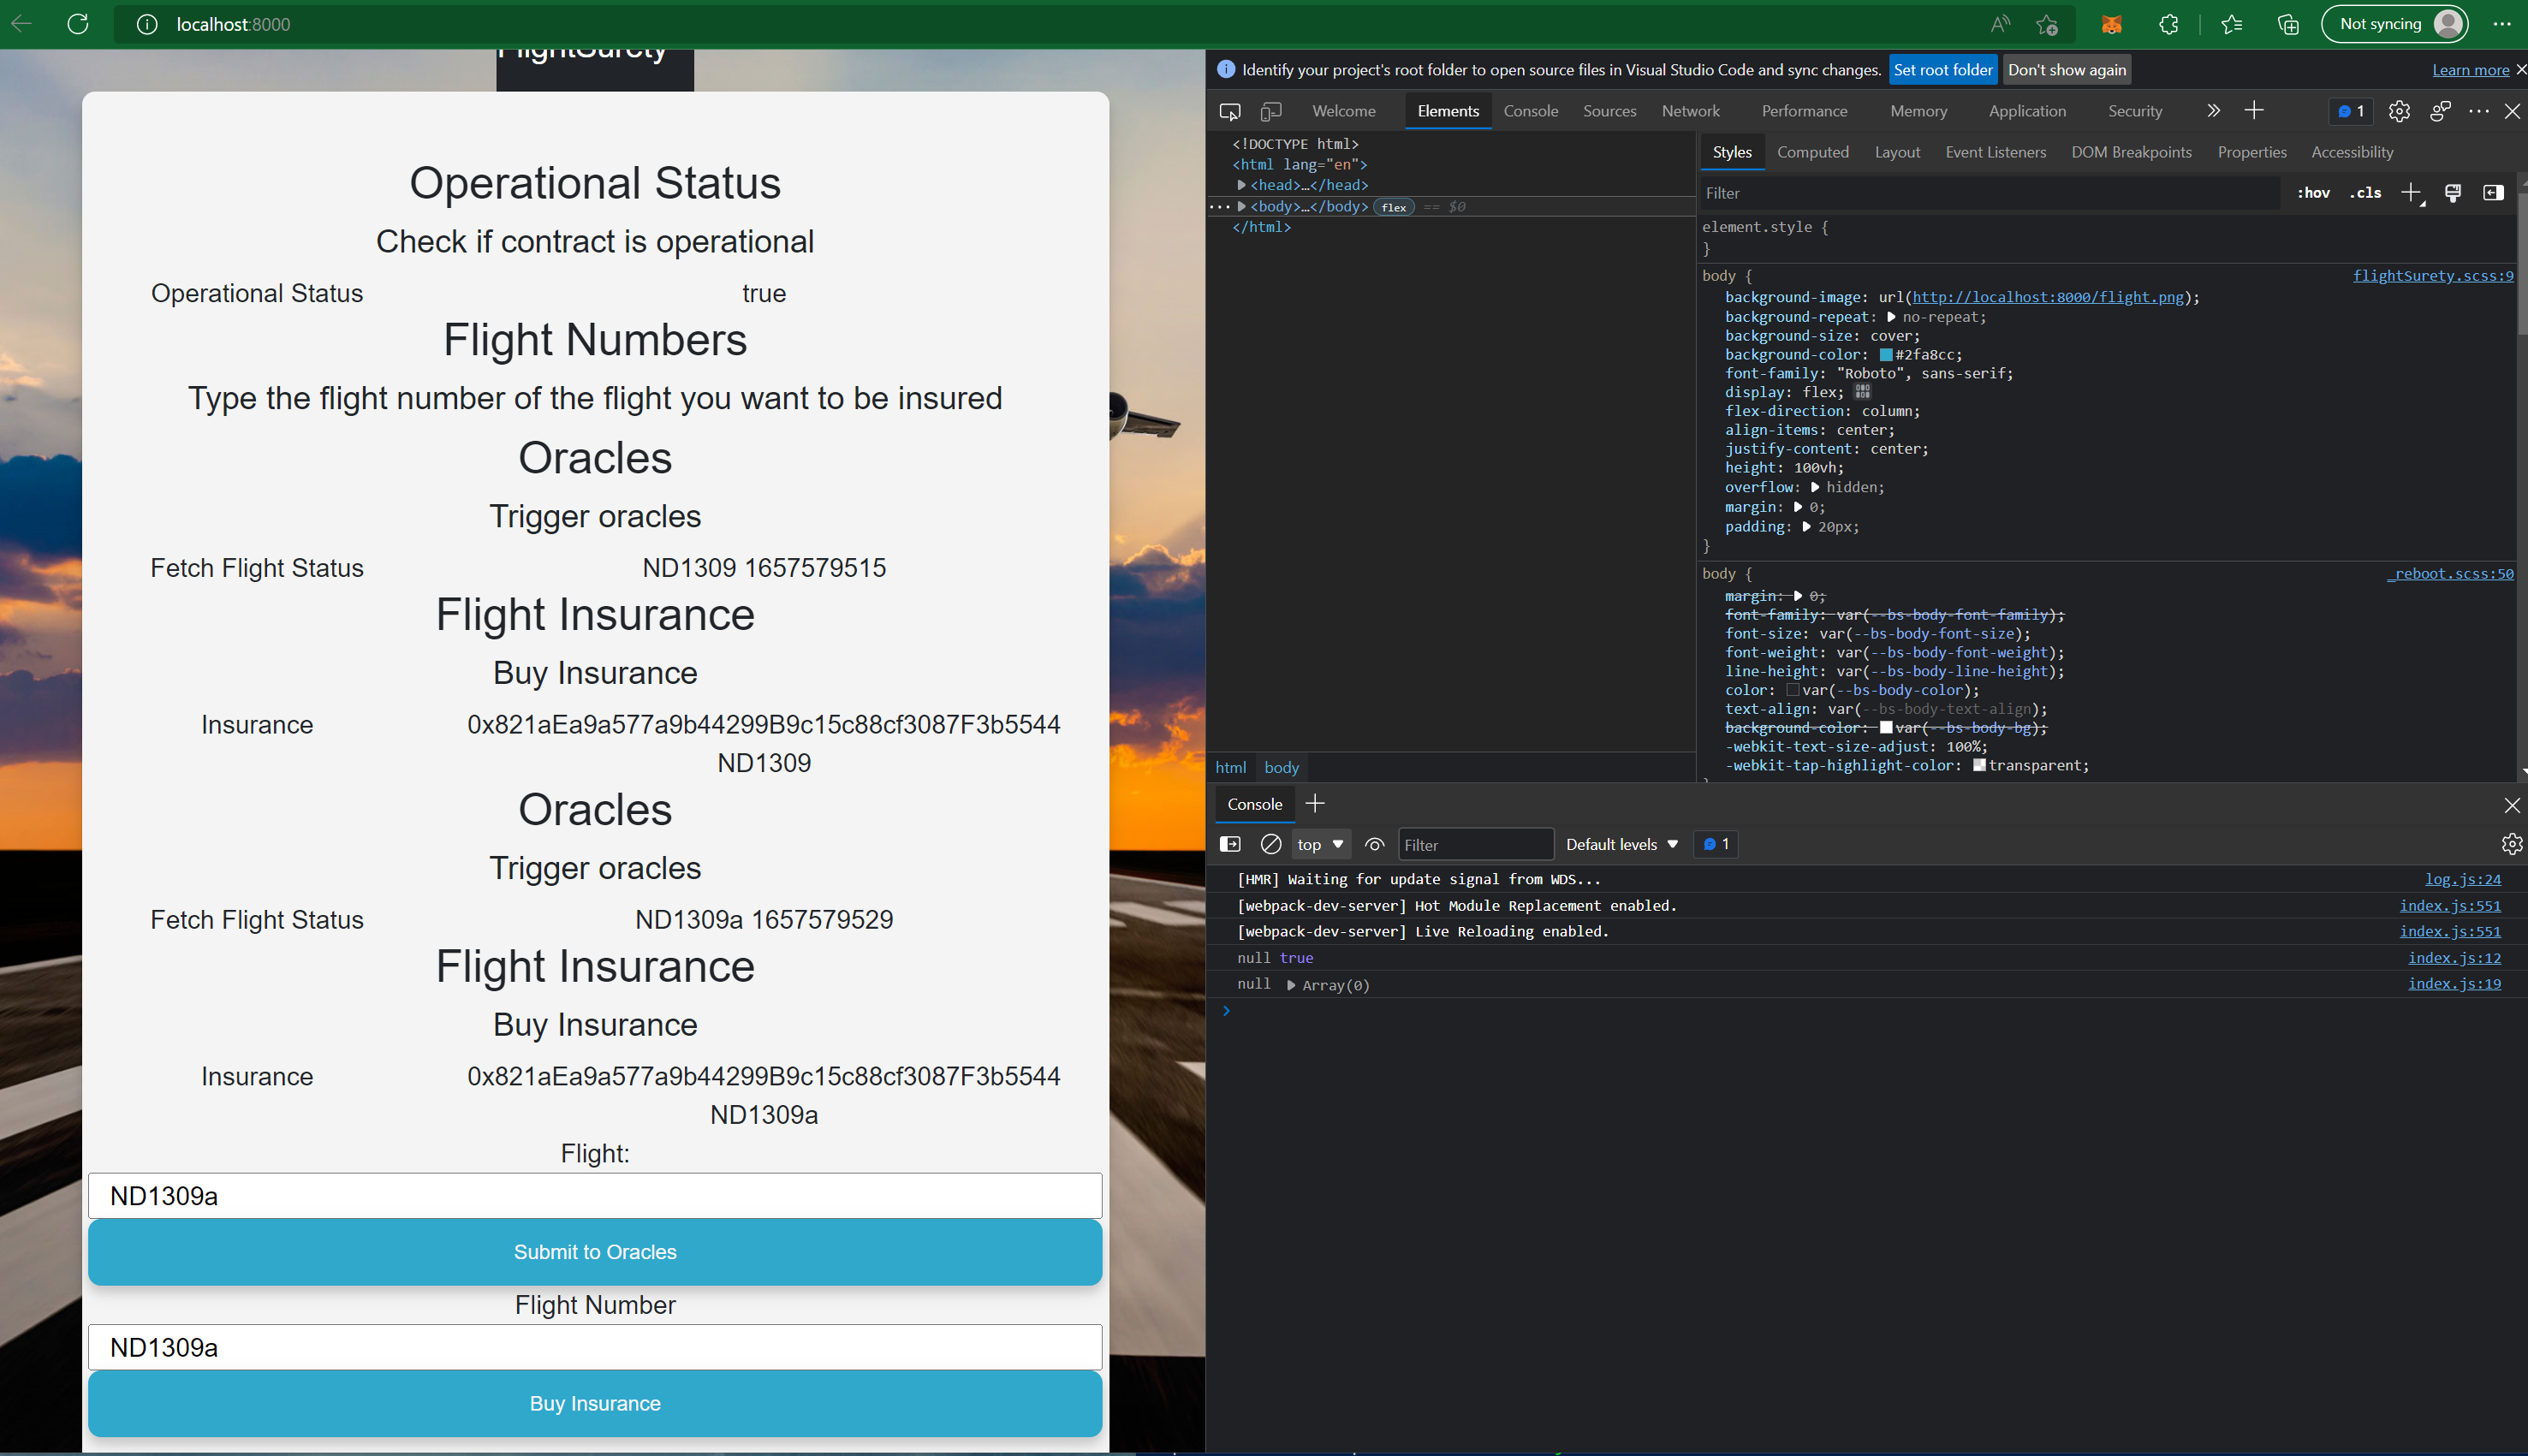 localhost:8000
Not syncing
FlightSurety
Operational Status
Check if contract is operational
Operational Status true
Flight Numbers
Type the flight number of the flight you want to be insured
Oracles
Trigger oracles
Fetch Flight Status ND1309 1657579515
Flight Insurance
Buy Insurance
Insurance 0x821aEa9a577a9b44299B9c15c88cf3087F3b5544
ND1309
Oracles
Trigger oracles
Fetch Flight Status ND1309a 1657579529
Flight Insurance
Buy Insurance
Insurance 0x821aEa9a577a9b44299B9c15c88cf3087F3b5544
ND1309a
Flight:
ND1309a
Submit to Oracles
Flight Number
ND1309a
Buy Insurance
Identify your project's root folder to open source files in Visual Studio Code and sync changes. Set root folder Don't show again Learn more
Welcome Elements Console Sources Network Performance Memory Application Security 1
<!DOCTYPE html>
<html lang="en">
<head>…</head>
<body>…</body> flex == $0
</html>
html body
Styles Computed Layout Event Listeners DOM Breakpoints Properties Accessibility
Filter :hov .cls
element.style {
}
body { flightSurety.scss:9
background-image: url(http://localhost:8000/flight.png);
background-repeat: no-repeat;
background-size: cover;
background-color: #2fa8cc;
font-family: "Roboto", sans-serif;
display: flex;
flex-direction: column;
align-items: center;
justify-content: center;
height: 100vh;
overflow: hidden;
margin: 0;
padding: 20px;
}
body { _reboot.scss:50
margin: 0;
font-family: var(--bs-body-font-family);
font-size: var(--bs-body-font-size);
font-weight: var(--bs-body-font-weight);
line-height: var(--bs-body-line-height);
color: var(--bs-body-color);
text-align: var(--bs-body-text-align);
background-color: var(--bs-body-bg);
-webkit-text-size-adjust: 100%;
-webkit-tap-highlight-color: transparent;
}
Console
top Filter Default levels 1
[HMR] Waiting for update signal from WDS... log.js:24
[webpack-dev-server] Hot Module Replacement enabled. index.js:551
[webpack-dev-server] Live Reloading enabled. index.js:551
null true index.js:12
null Array(0) index.js:19